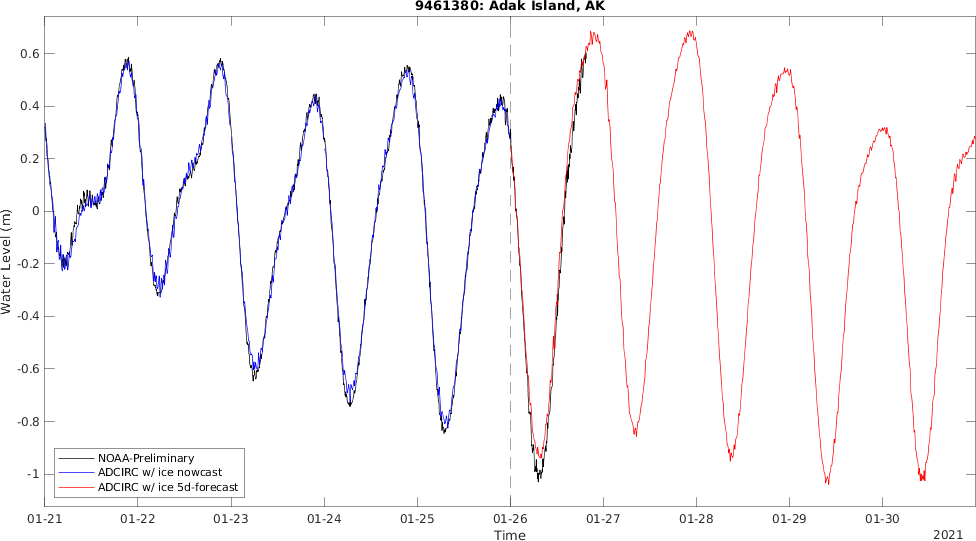 9461380: Adak Island, AK
Water Level (m)
0.6
0.4
0.2
0
-0.2
-0.4
-0.6
-0.8
-1
NOAA-Preliminary
ADCIRC w/ ice nowcast
ADCIRC w/ ice 5d-forecast
01-21 01-22 01-23 01-24 01-25 01-26 01-27 01-28 01-29 01-30
Time
2021